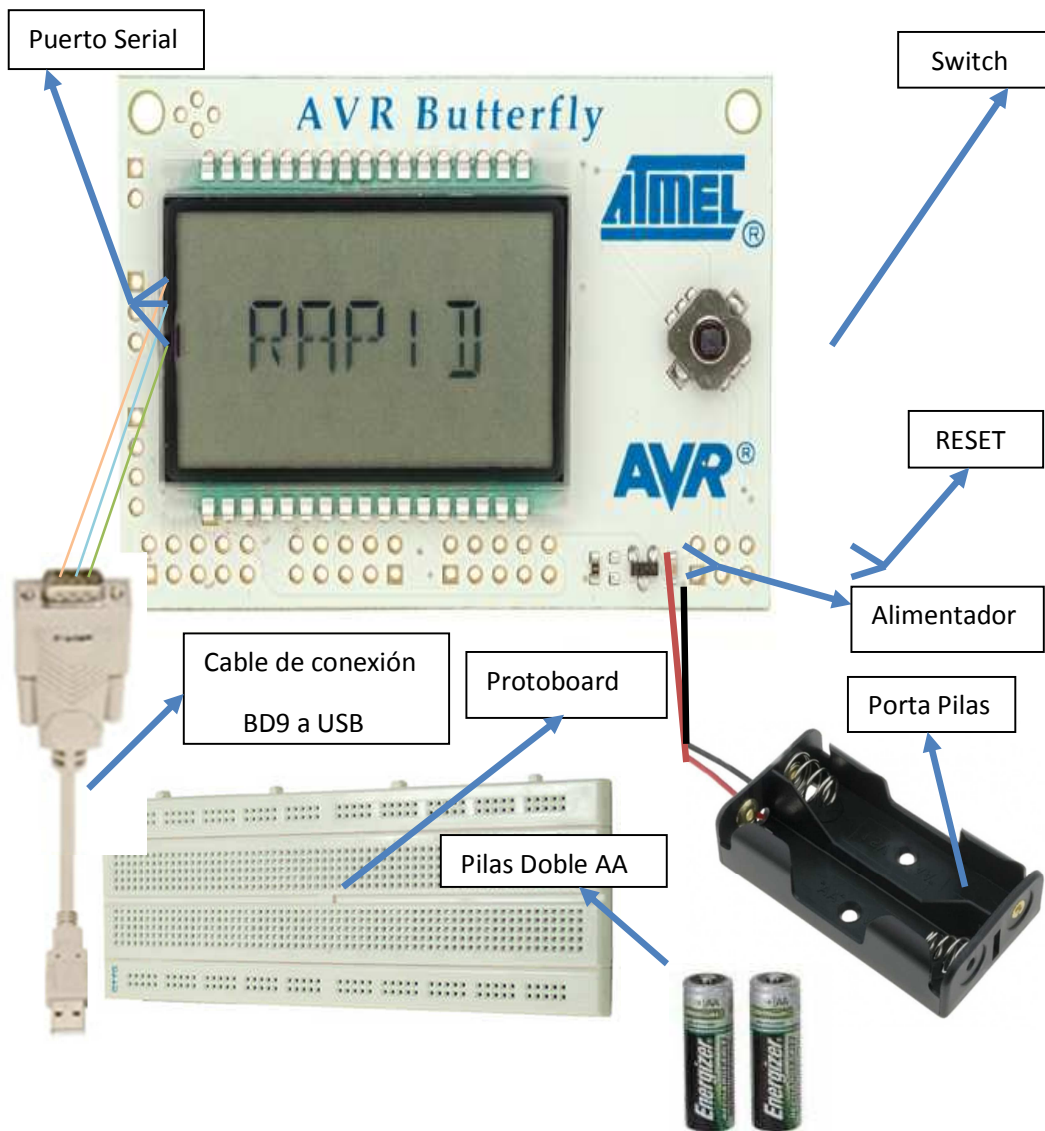 Puerto Serial
Switch
AVR Butterfly
ATMEL
®
RAPiD
RESET
AVR®
Alimentador
Cable de conexión
BD9 a USB
Protoboard
Porta Pilas
Pilas Doble AA
Energizer
Energizer